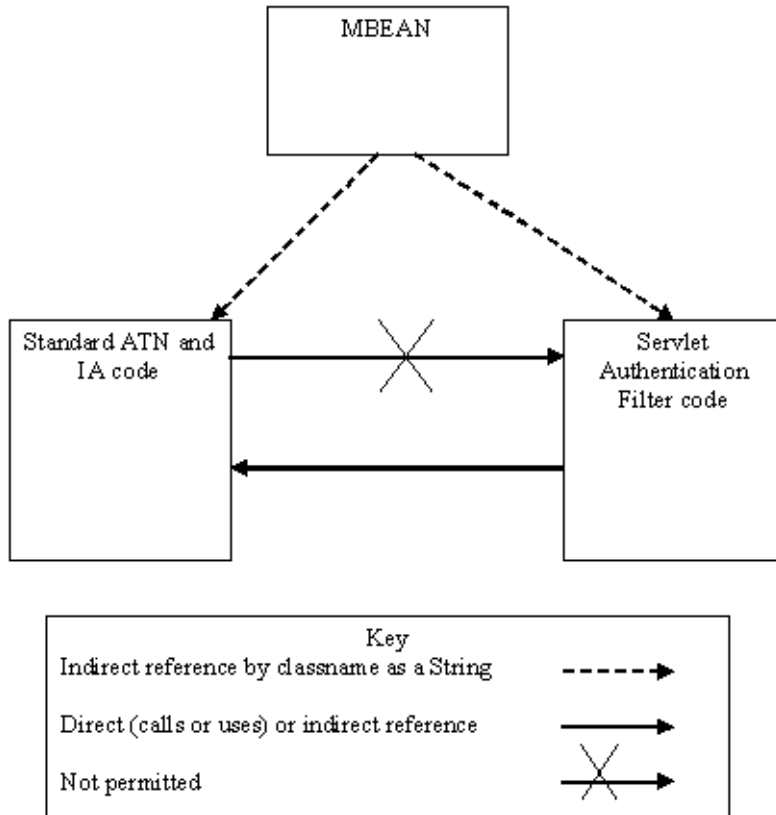 MBEAN
Standard ATN and
IA code
Servlet
Authentication
Filter code
Key
Indirect reference by classname as a String
Direct (calls or uses) or indirect reference
Not permitted